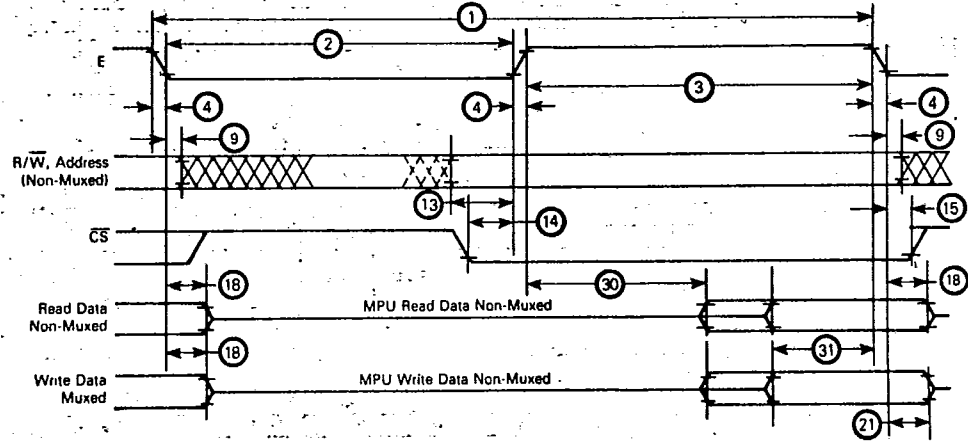 1
2
E
3
4
4
4
9
9
R/W̅, Address
(Non-Muxed)
13
14
15
C̅S̅
18
30
18
Read Data
Non-Muxed
MPU Read Data Non-Muxed
18
31
Write Data
Muxed
MPU Write Data Non-Muxed
21